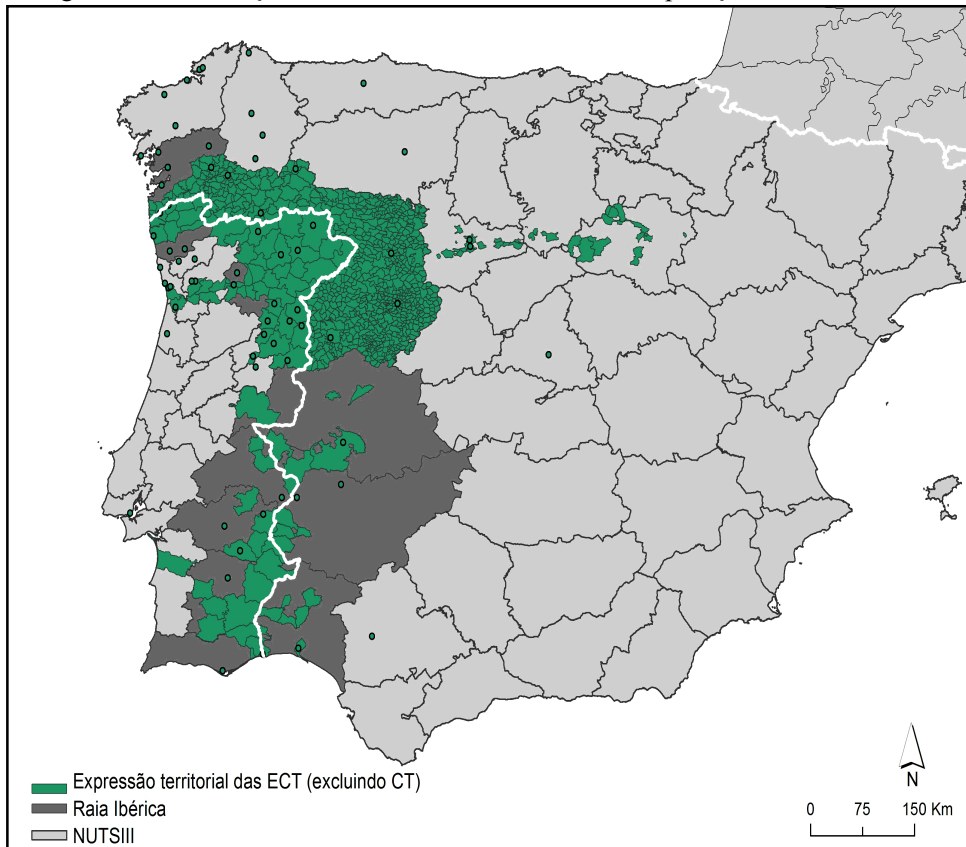 Expressão territorial das ECT (excluindo CT)
Raia Ibérica
NUTSIII
N
0 75 150 Km